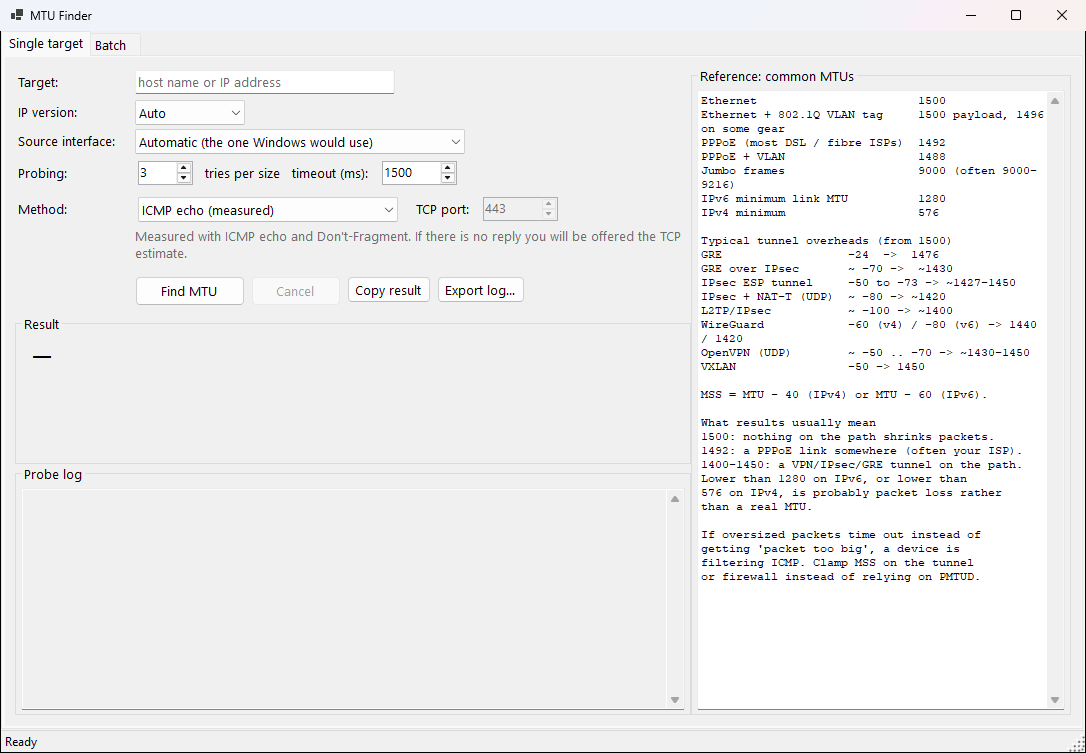 MTU Finder
Single target
Batch
Target:
host name or IP address
IP version:
Auto
Source interface:
Automatic (the one Windows would use)
Probing:
3
tries per size
timeout (ms):
1500
Method:
ICMP echo (measured)
TCP port:
443
Measured with ICMP echo and Don't-Fragment. If there is no reply you will be offered the TCP
estimate.
Find MTU
Cancel
Copy result
Export log...
Result
—
Probe log
Reference: common MTUs
Ethernet 1500
Ethernet + 802.1Q VLAN tag 1500 payload, 1496
on some gear
PPPoE (most DSL / fibre ISPs) 1492
PPPoE + VLAN 1488
Jumbo frames 9000 (often 9000-
9216)
IPv6 minimum link MTU 1280
IPv4 minimum 576
Typical tunnel overheads (from 1500)
GRE -24 -> 1476
GRE over IPsec ~ -70 -> ~1430
IPsec ESP tunnel -50 to -73 -> ~1427-1450
IPsec + NAT-T (UDP) ~ -80 -> ~1420
L2TP/IPsec ~ -100 -> ~1400
WireGuard -60 (v4) / -80 (v6) -> 1440
/ 1420
OpenVPN (UDP) ~ -50 .. -70 -> ~1430-1450
VXLAN -50 -> 1450
MSS = MTU - 40 (IPv4) or MTU - 60 (IPv6).
What results usually mean
1500: nothing on the path shrinks packets.
1492: a PPPoE link somewhere (often your ISP).
1400-1450: a VPN/IPsec/GRE tunnel on the path.
Lower than 1280 on IPv6, or lower than
576 on IPv4, is probably packet loss rather
than a real MTU.
If oversized packets time out instead of
getting 'packet too big', a device is
filtering ICMP. Clamp MSS on the tunnel
or firewall instead of relying on PMTUD.
Ready